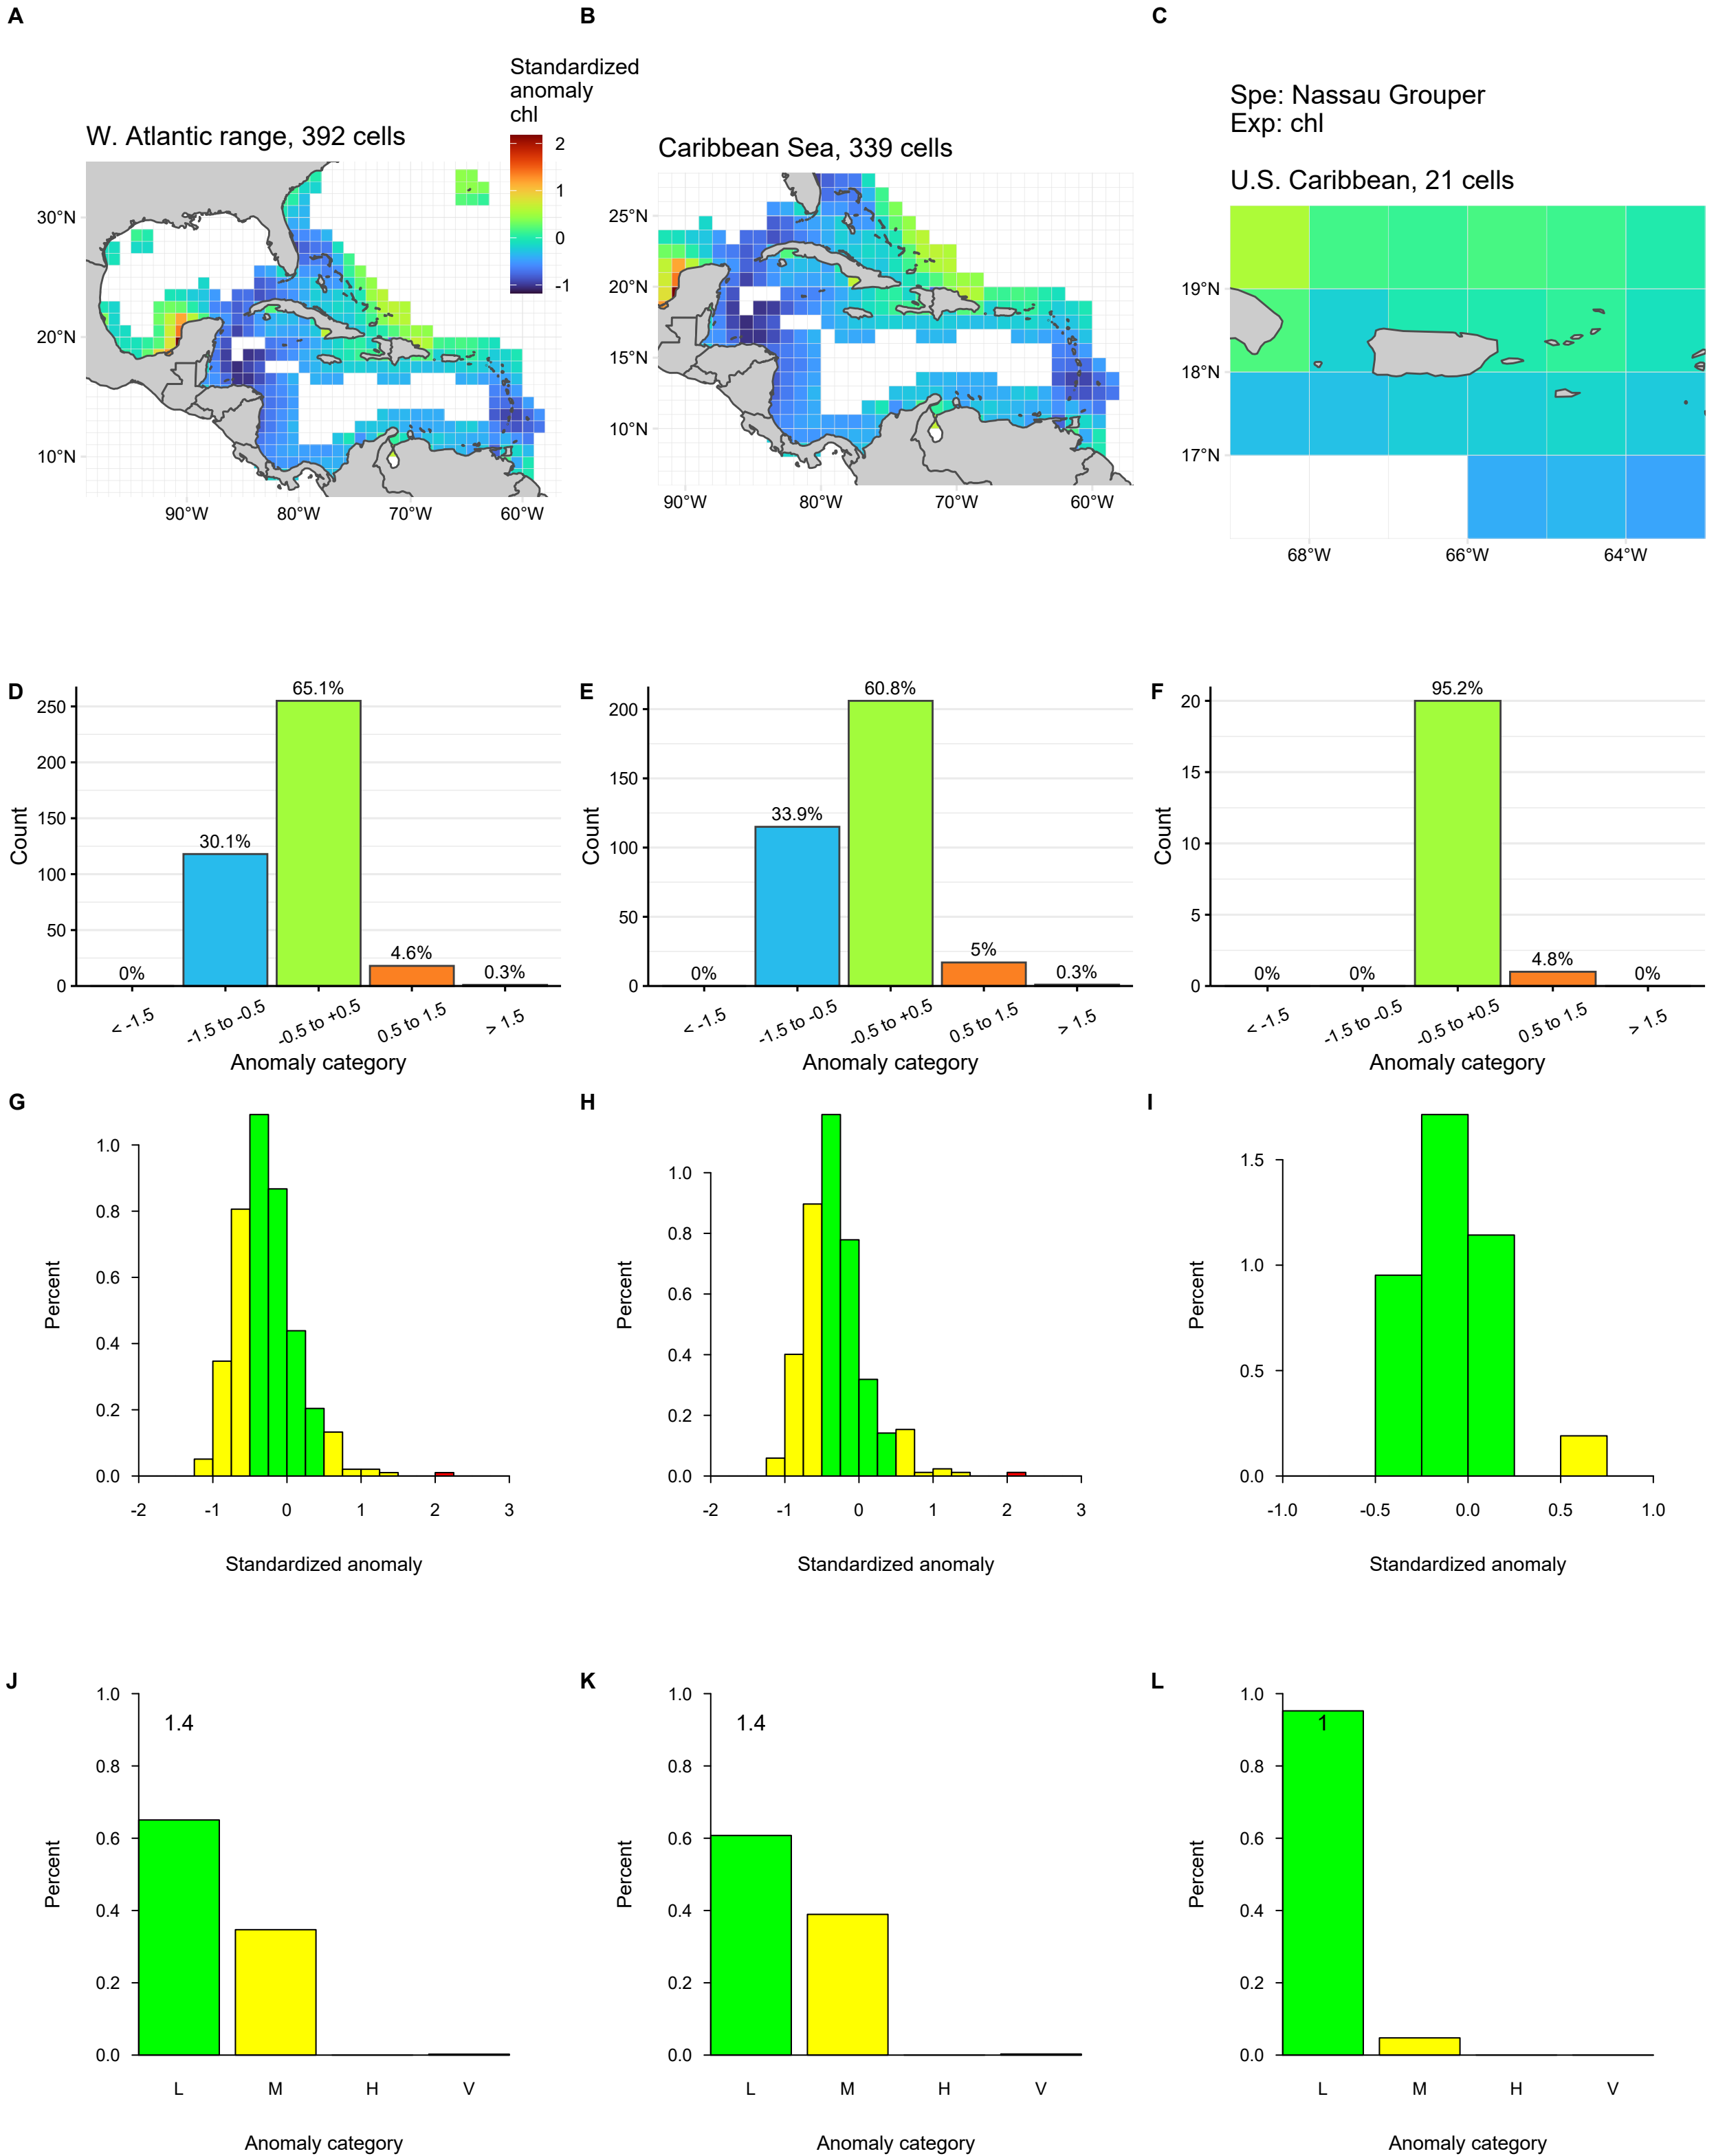 A
B
C
Standardized
anomaly
chl
2
1
0
-1
W. Atlantic range, 392 cells
30°N
20°N
10°N
90°W
80°W
70°W
60°W
Caribbean Sea, 339 cells
25°N
20°N
15°N
10°N
90°W
80°W
70°W
60°W
Spe: Nassau Grouper
Exp: chl
U.S. Caribbean, 21 cells
19°N
18°N
17°N
68°W
66°W
64°W
D
Count
250
200
150
100
50
0
0%
30.1%
65.1%
4.6%
0.3%
< -1.5
-1.5 to -0.5
-0.5 to +0.5
0.5 to 1.5
> 1.5
Anomaly category
E
Count
200
150
100
50
0
0%
33.9%
60.8%
5%
0.3%
< -1.5
-1.5 to -0.5
-0.5 to +0.5
0.5 to 1.5
> 1.5
Anomaly category
F
Count
20
15
10
5
0
0%
0%
95.2%
4.8%
0%
< -1.5
-1.5 to -0.5
-0.5 to +0.5
0.5 to 1.5
> 1.5
Anomaly category
G
Percent
1.0
0.8
0.6
0.4
0.2
0.0
-2
-1
0
1
2
3
Standardized anomaly
H
Percent
1.0
0.8
0.6
0.4
0.2
0.0
-2
-1
0
1
2
3
Standardized anomaly
I
Percent
1.5
1.0
0.5
0.0
-1.0
-0.5
0.0
0.5
1.0
Standardized anomaly
J
Percent
1.0
0.8
0.6
0.4
0.2
0.0
1.4
L
M
H
V
Anomaly category
K
Percent
1.0
0.8
0.6
0.4
0.2
0.0
1.4
L
M
H
V
Anomaly category
L
Percent
1.0
0.8
0.6
0.4
0.2
0.0
1
L
M
H
V
Anomaly category